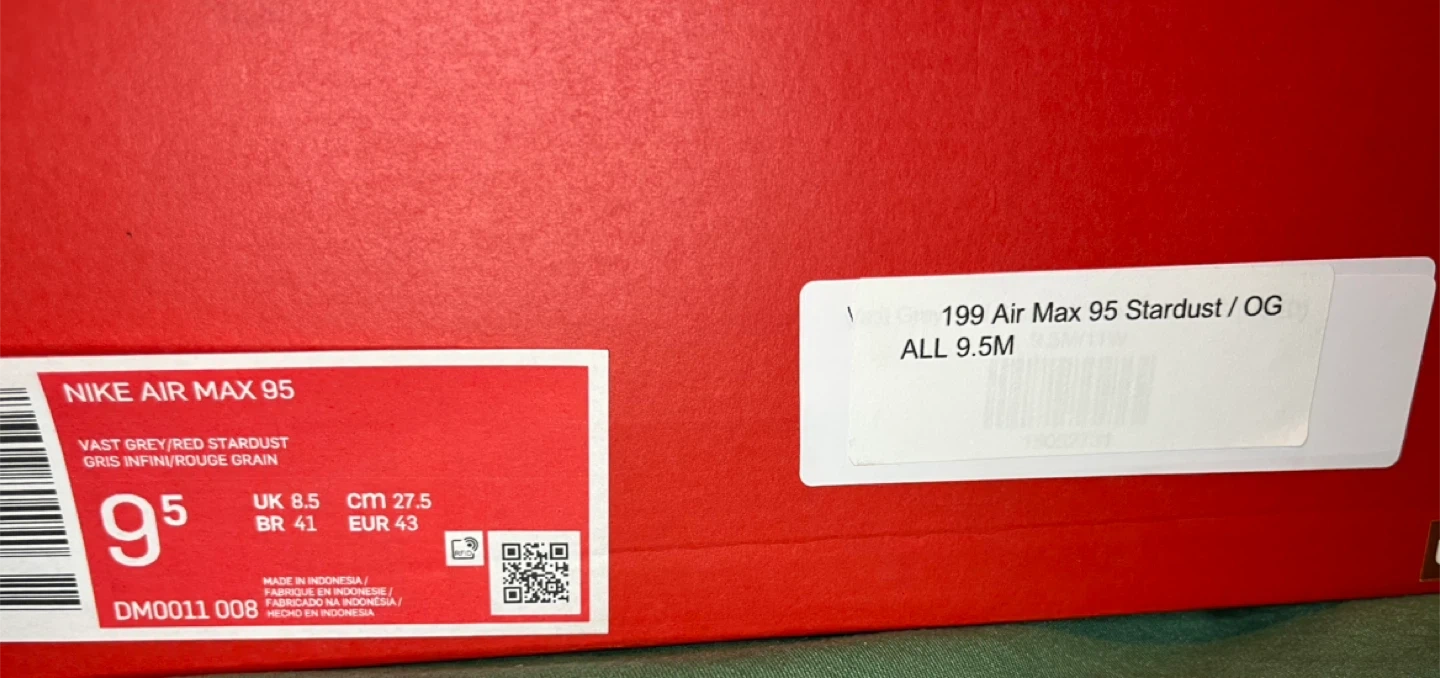 NIKE AIR MAX 95
VAST GREY/RED STARDUST
GRIS INFINI/ROUGE GRAIN
9⁵
UK 8.5 cm 27.5
BR 41 EUR 43
RFID
MADE IN INDONESIA /
FABRIQUE EN INDONESIE /
FABRICADO NA INDONÉSIA /
HECHO EN INDONESIA
DM0011 008
199 Air Max 95 Stardust / OG
ALL 9.5M